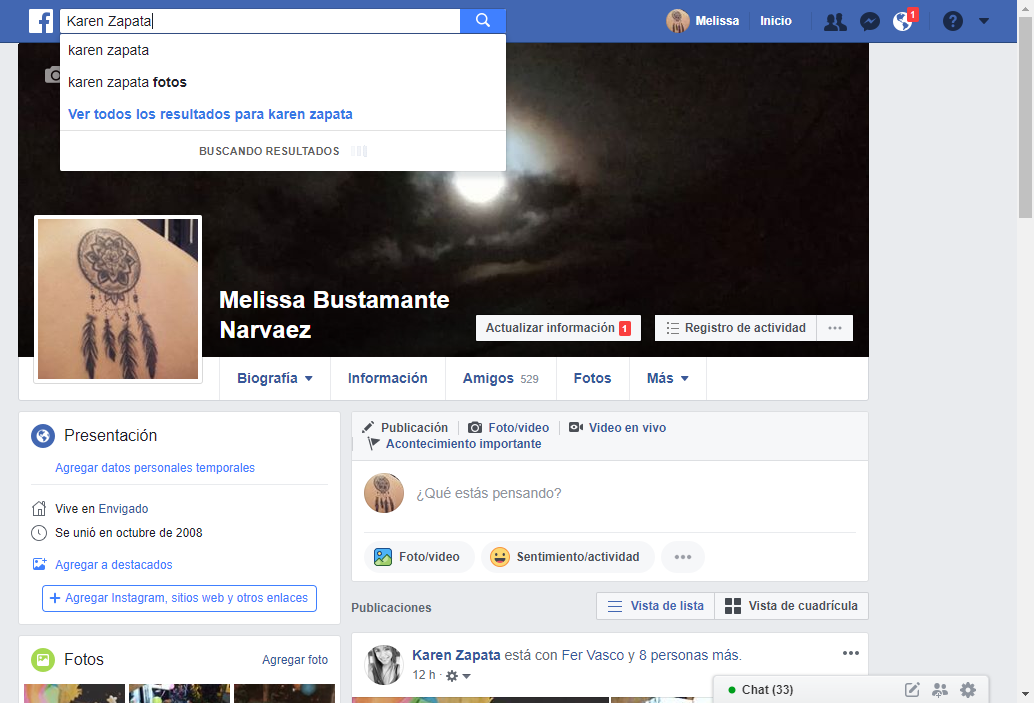 f Karen Zapata Melissa Inicio 1
karen zapata
karen zapata fotos
Ver todos los resultados para karen zapata
BUSCANDO RESULTADOS
Melissa Bustamante
Narvaez
Actualizar información 1 Registro de actividad
Biografía Información Amigos 529 Fotos Más
Presentación
Agregar datos personales temporales
Vive en Envigado
Se unió en octubre de 2008
Agregar a destacados
+ Agregar Instagram, sitios web y otros enlaces
Fotos Agregar foto
Publicación Foto/video Video en vivo
Acontecimiento importante
¿Qué estás pensando?
Foto/video Sentimiento/actividad
Publicaciones Vista de lista Vista de cuadrícula
Karen Zapata está con Fer Vasco y 8 personas más.
12 h ·
Chat (33)